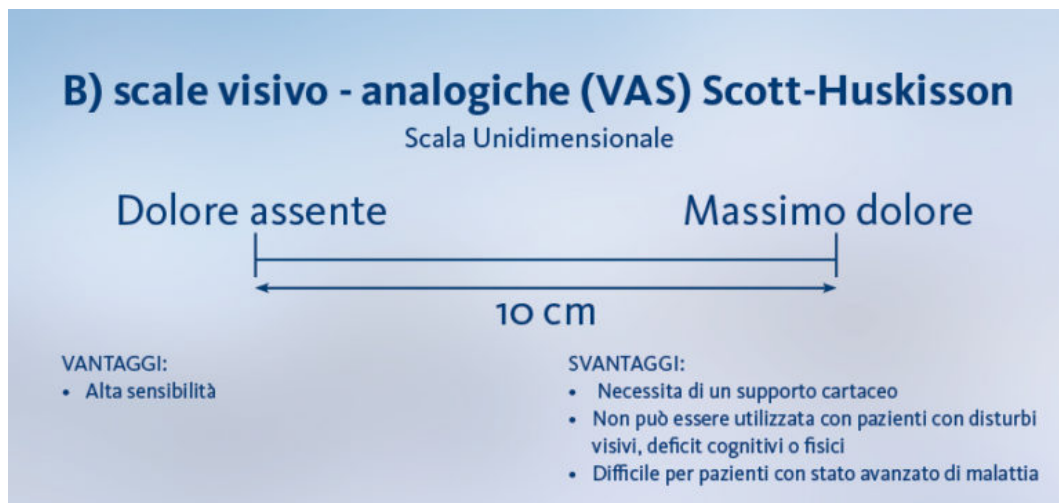 B) scale visivo - analogiche (VAS) Scott-Huskisson
Scala Unidimensionale
Dolore assente
Massimo dolore
10 cm
VANTAGGI:
• Alta sensibilità
SVANTAGGI:
• Necessita di un supporto cartaceo
• Non può essere utilizzata con pazienti con disturbi
visivi, deficit cognitivi o fisici
• Difficile per pazienti con stato avanzato di malattia